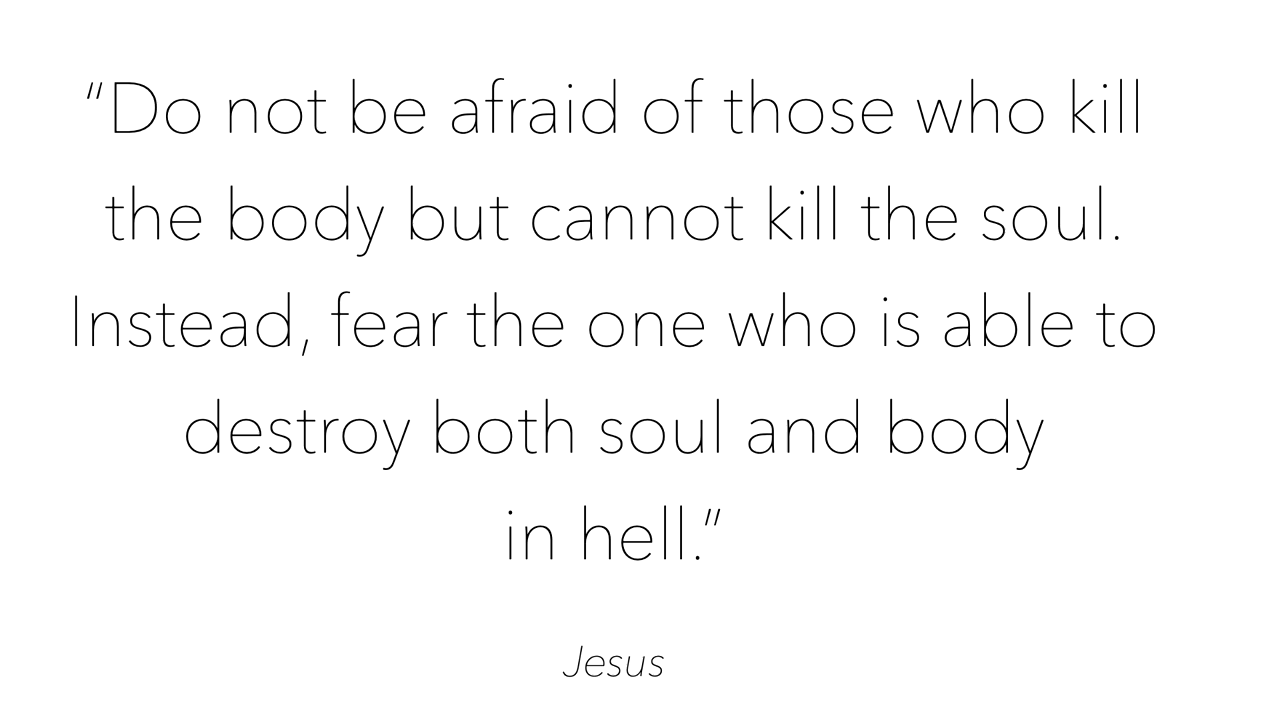 “Do not be afraid of those who kill
the body but cannot kill the soul.
Instead, fear the one who is able to
destroy both soul and body
in hell.”
Jesus